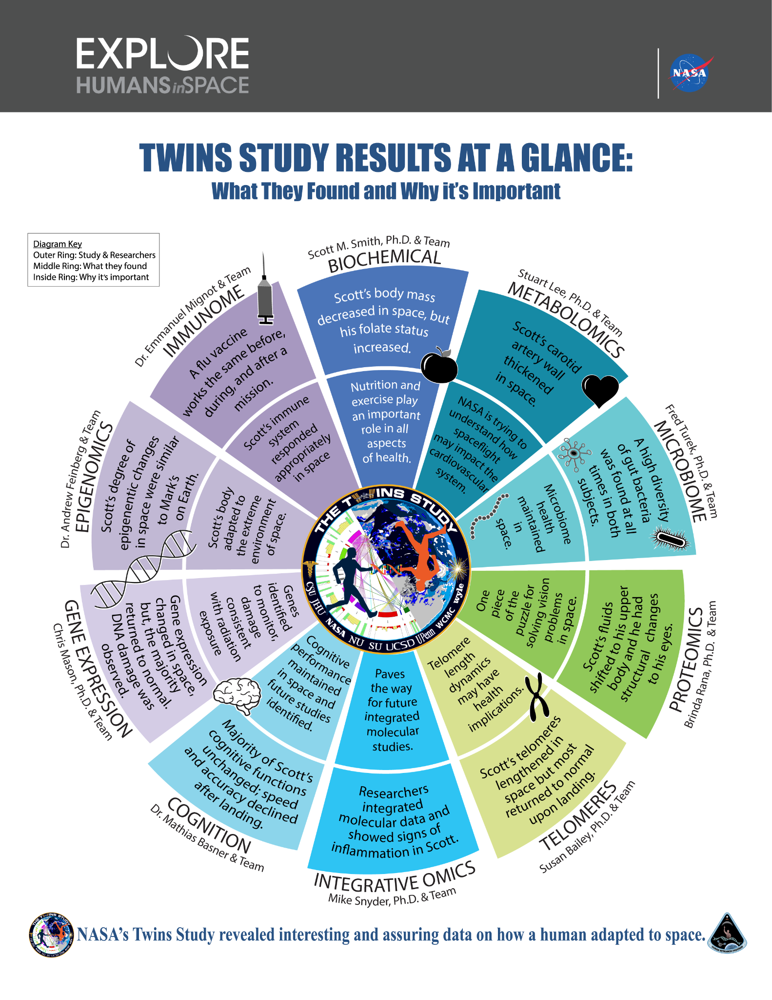 EXPLORE
HUMANS in SPACE
NASA
TWINS STUDY RESULTS AT A GLANCE:
What They Found and Why it's Important
Diagram Key
Outer Ring: Study & Researchers
Middle Ring: What they found
Inside Ring: Why it's important
Scott M. Smith, Ph.D. & Team
BIOCHEMICAL
Scott's body mass
decreased in space, but
his folate status
increased.
Nutrition and
exercise play
an important
role in all
aspects
of health.
Stuart Lee, Ph.D. & Team
METABOLOMICS
Scott's carotid
artery wall
thickened
in space.
NASA is trying to
understand how
spaceflight
may impact the
cardiovascular
system.
Fred Turek, Ph.D. & Team
MICROBIOME
A high diversity
of gut bacteria
was found at all
times in both
subjects.
Microbiome
health
maintained
in
space.
PROTEOMICS
Brinda Rana, Ph.D. & Team
Scott's fluids
shifted to his upper
body and he had
structural changes
to his eyes.
One
piece
of the
puzzle for
solving vision
problems
in space.
TELOMERES
Susan Bailey, Ph.D. & Team
Scott's telomeres
lengthened in
space but most
returned to normal
upon landing.
Telomere
length
dynamics
may have
health
implications.
INTEGRATIVE OMICS
Mike Snyder, Ph.D. & Team
Researchers
integrated
molecular data and
showed signs of
inflammation in Scott.
Paves
the way
for future
integrated
molecular
studies.
COGNITION
Dr. Mathias Basner & Team
Majority of Scott's
cognitive functions
unchanged; speed
and accuracy declined
after landing.
Cognitive
performance
maintained
in space and
future studies
identified.
GENE EXPRESSION
Chris Mason, Ph.D. & Team
Gene expression
changed in space,
but, the majority
returned to normal.
DNA damage was
observed.
Genes
identified
to monitor,
damage
consistent
with radiation
exposure
Dr. Andrew Feinberg & Team
EPIGENOMICS
Scott's degree of
epigenentic changes
in space were similar
to Mark's
on Earth.
Scott's body
adapted to
the extreme
environment
of space.
Dr. Emmanuel Mignot & Team
IMMUNOME
A flu vaccine
works the same before,
during, and after a
mission.
Scott's immune
system
responded
appropriately
in space
THE TWINS STUDY
CSU JHU NASA NU SU UCSD UPenn WCMC wyle
THE TWINS STUDY
NASA's Twins Study revealed interesting and assuring data on how a human adapted to space.
HUMAN RESEARCH PROGRAM